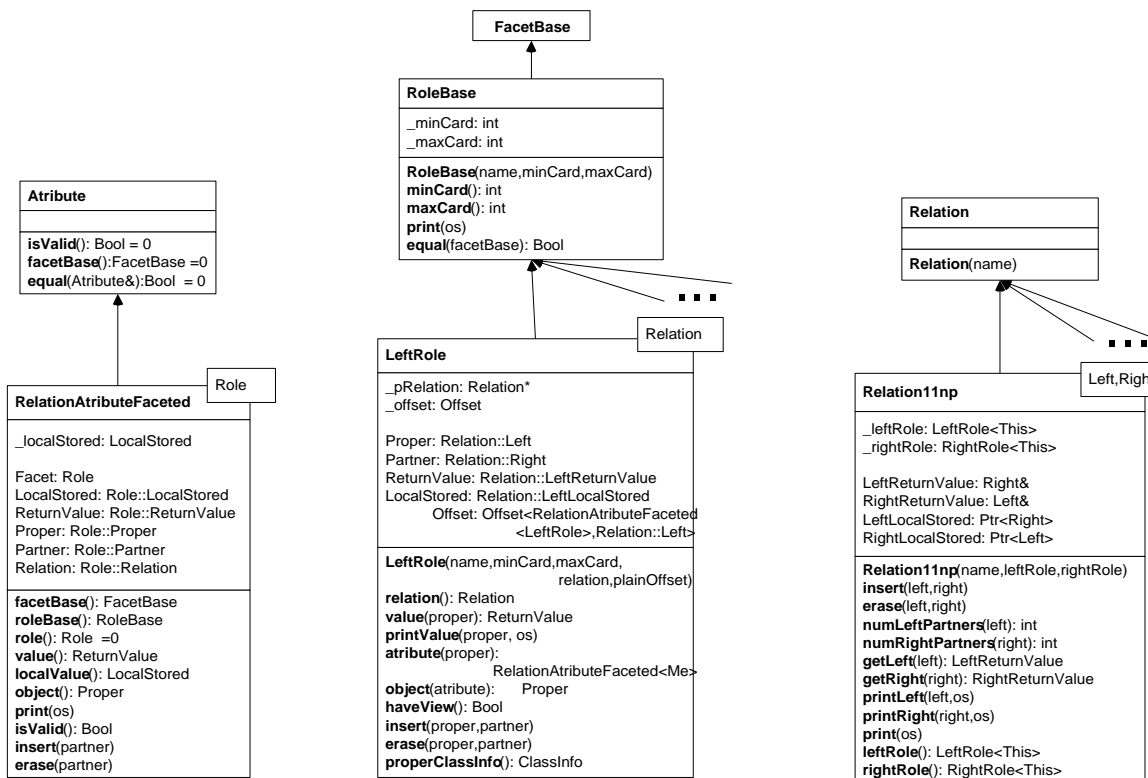 FacetBase
RoleBase
_minCard: int
_maxCard: int
RoleBase(name,minCard,maxCard)
minCard(): int
maxCard(): int
print(os)
equal(facetBase): Bool
Atribute
isValid(): Bool = 0
facetBase():FacetBase =0
equal(Atribute&):Bool = 0
Relation
Relation(name)
Role
RelationAtributeFaceted
_localStored: LocalStored
Facet: Role
LocalStored: Role::LocalStored
ReturnValue: Role::ReturnValue
Proper: Role::Proper
Partner: Role::Partner
Relation: Role::Relation
facetBase(): FacetBase
roleBase(): RoleBase
role(): Role =0
value(): ReturnValue
localValue(): LocalStored
object(): Proper
print(os)
isValid(): Bool
insert(partner)
erase(partner)
Relation
LeftRole
_pRelation: Relation*
_offset: Offset
Proper: Relation::Left
Partner: Relation::Right
ReturnValue: Relation::LeftReturnValue
LocalStored: Relation::LeftLocalStored
Offset: Offset<RelationAtributeFaceted
<LeftRole>,Relation::Left>
LeftRole(name,minCard,maxCard,
relation,plainOffset)
relation(): Relation
value(proper): ReturnValue
printValue(proper, os)
atribute(proper):
RelationAtributeFaceted<Me>
object(atribute): Proper
haveView(): Bool
insert(proper,partner)
erase(proper,partner)
properClassInfo(): ClassInfo
Left,Righ
Relation11np
_leftRole: LeftRole<This>
_rightRole: RightRole<This>
LeftReturnValue: Right&
RightReturnValue: Left&
LeftLocalStored: Ptr<Right>
RightLocalStored: Ptr<Left>
Relation11np(name,leftRole,rightRole)
insert(left,right)
erase(left,right)
numLeftPartners(left): int
numRightPartners(right): int
getLeft(left): LeftReturnValue
getRight(right): RightReturnValue
printLeft(left,os)
printRight(right,os)
print(os)
leftRole(): LeftRole<This>
rightRole(): RightRole<This>